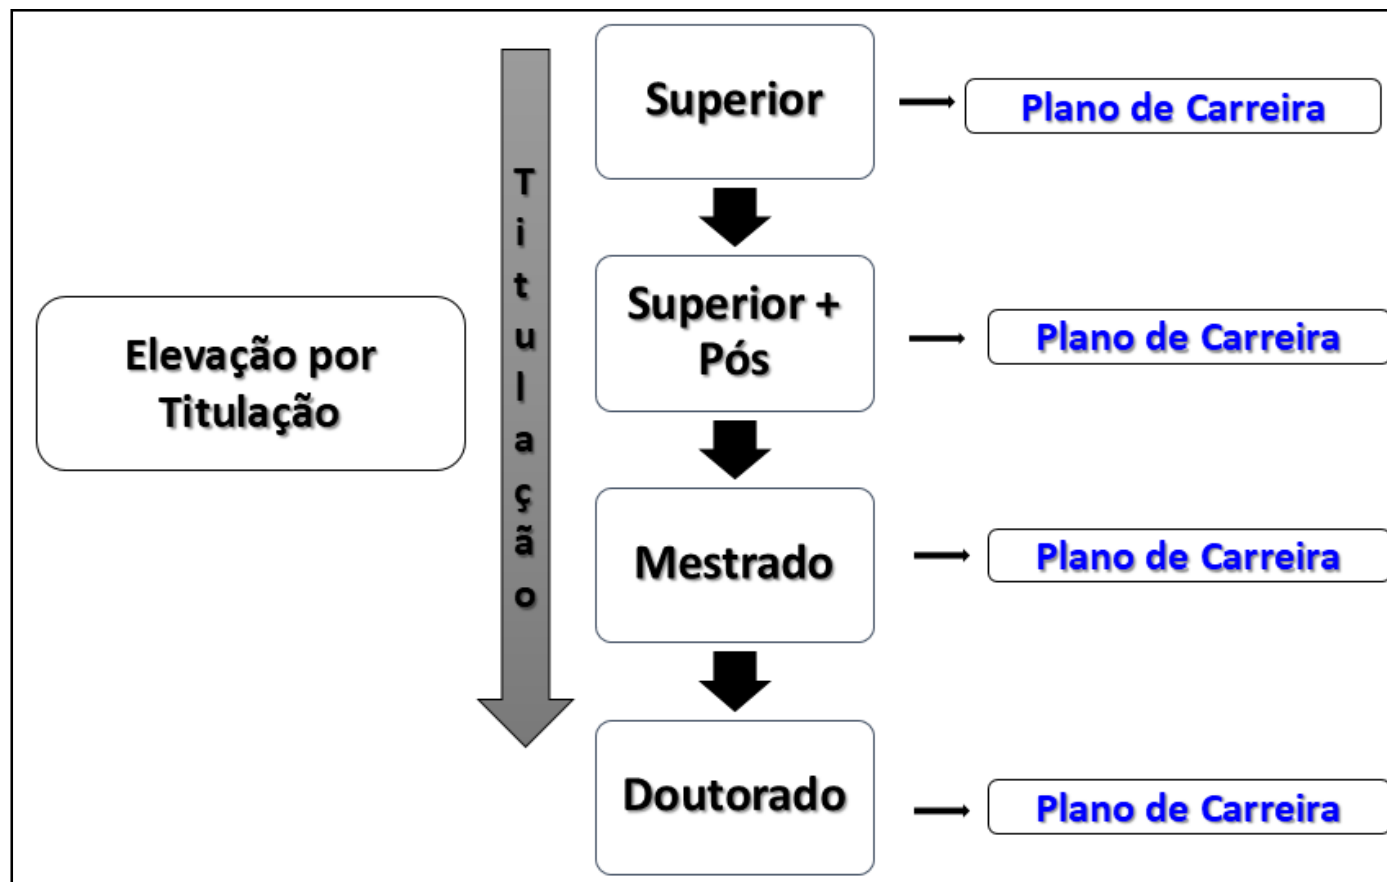 Elevação por
Titulação
Titulação
Superior
Plano de Carreira
Superior +
Pós
Plano de Carreira
Mestrado
Plano de Carreira
Doutorado
Plano de Carreira